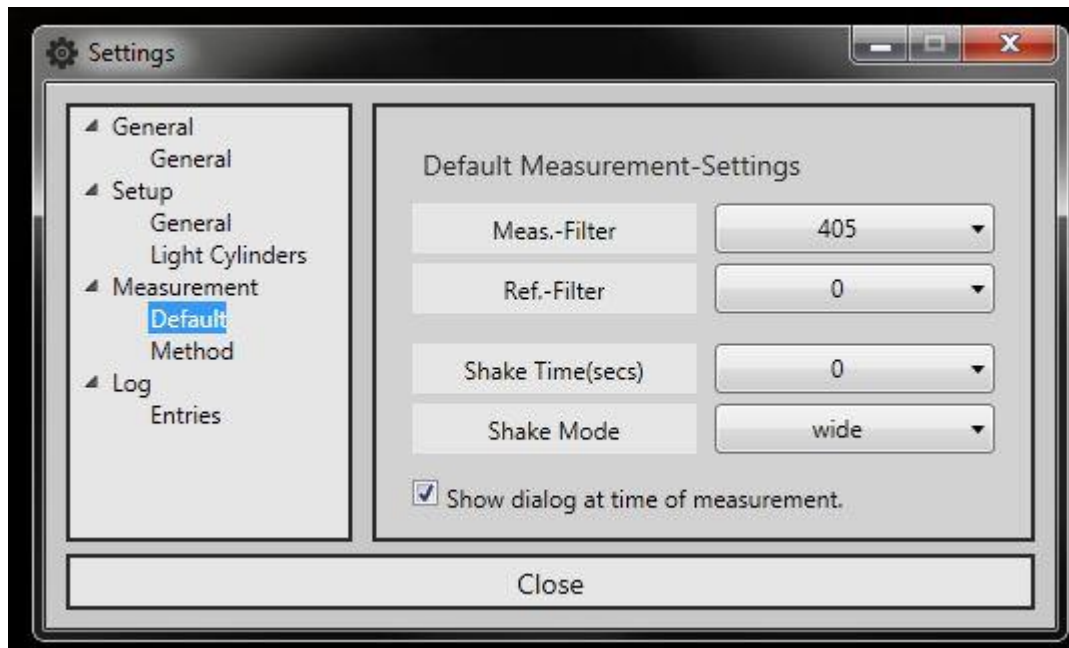 Settings
General
General
Setup
General
Light Cylinders
Measurement
Default
Method
Log
Entries
Default Measurement-Settings
Meas.-Filter 405
Ref.-Filter 0
Shake Time(secs) 0
Shake Mode wide
Show dialog at time of measurement.
Close